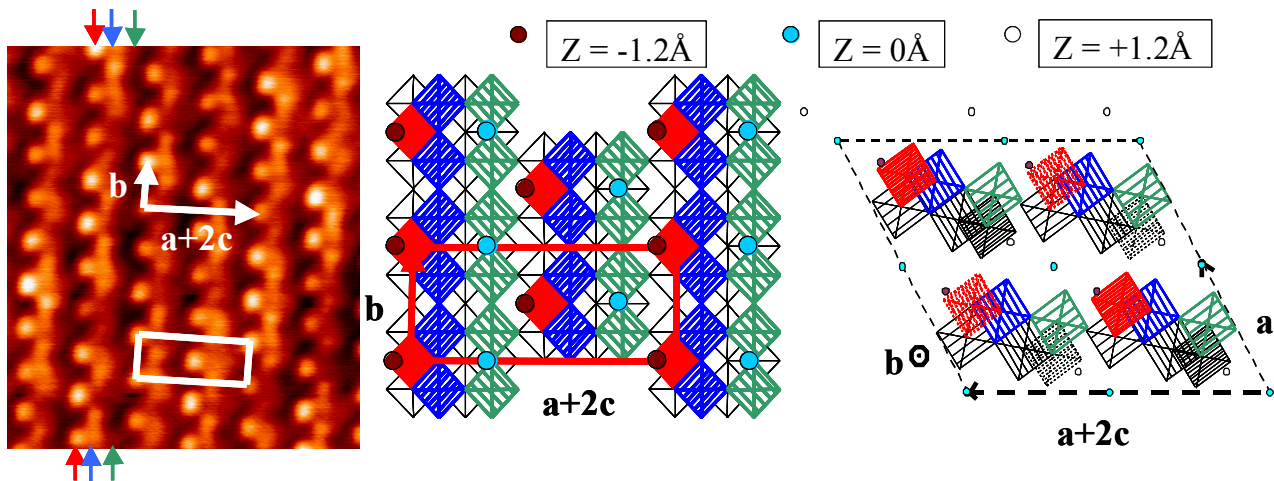 Z = -1.2Å
Z = 0Å
Z = +1.2Å
b
a+2c
b
a+2c
a
b
a+2c